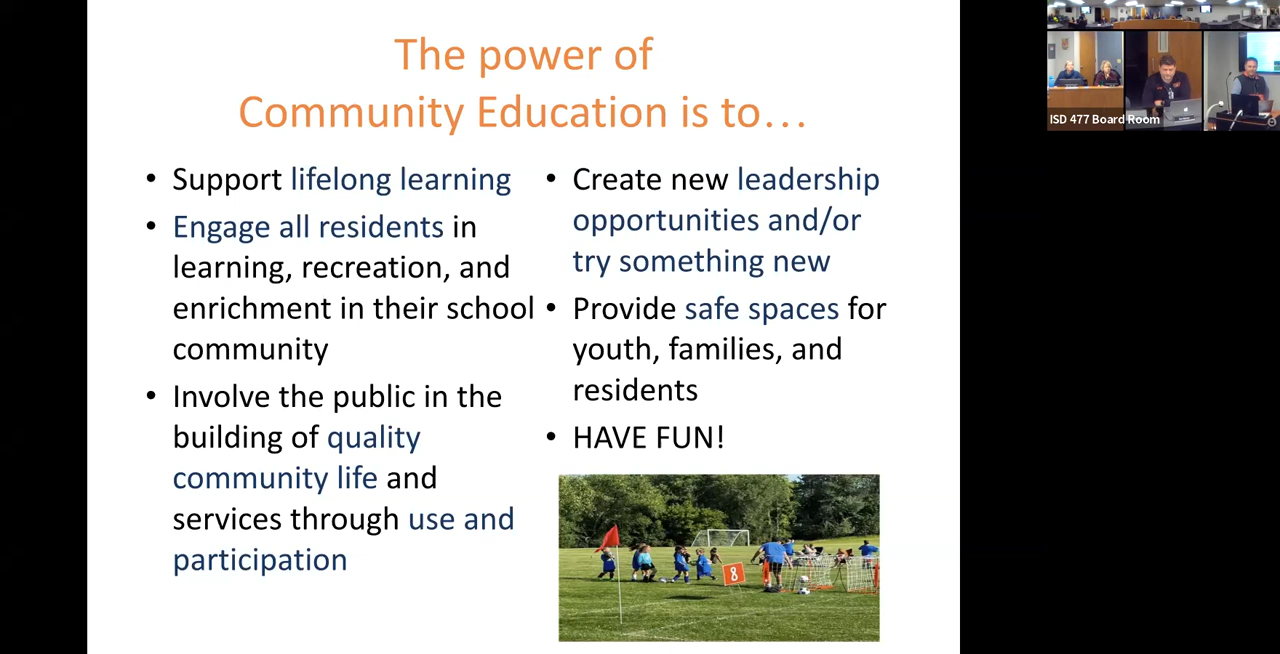 The power of
Community Education is to…
• Support lifelong learning
• Engage all residents in
learning, recreation, and
enrichment in their school
community
• Involve the public in the
building of quality
community life and
services through use and
participation
• Create new leadership
opportunities and/or
try something new
• Provide safe spaces for
youth, families, and
residents
• HAVE FUN!
8
ISD 477 Board Room